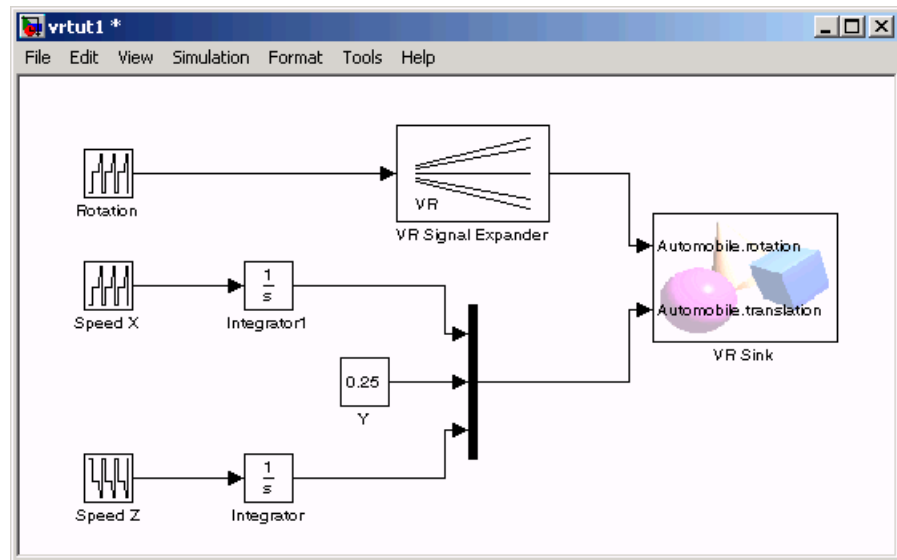 vrtut1 *
File Edit View Simulation Format Tools Help
Rotation
VR
VR Signal Expander
Automobile.rotation
Automobile.translation
VR Sink
Speed X
1
s
Integrator1
0.25
Y
Speed Z
1
s
Integrator